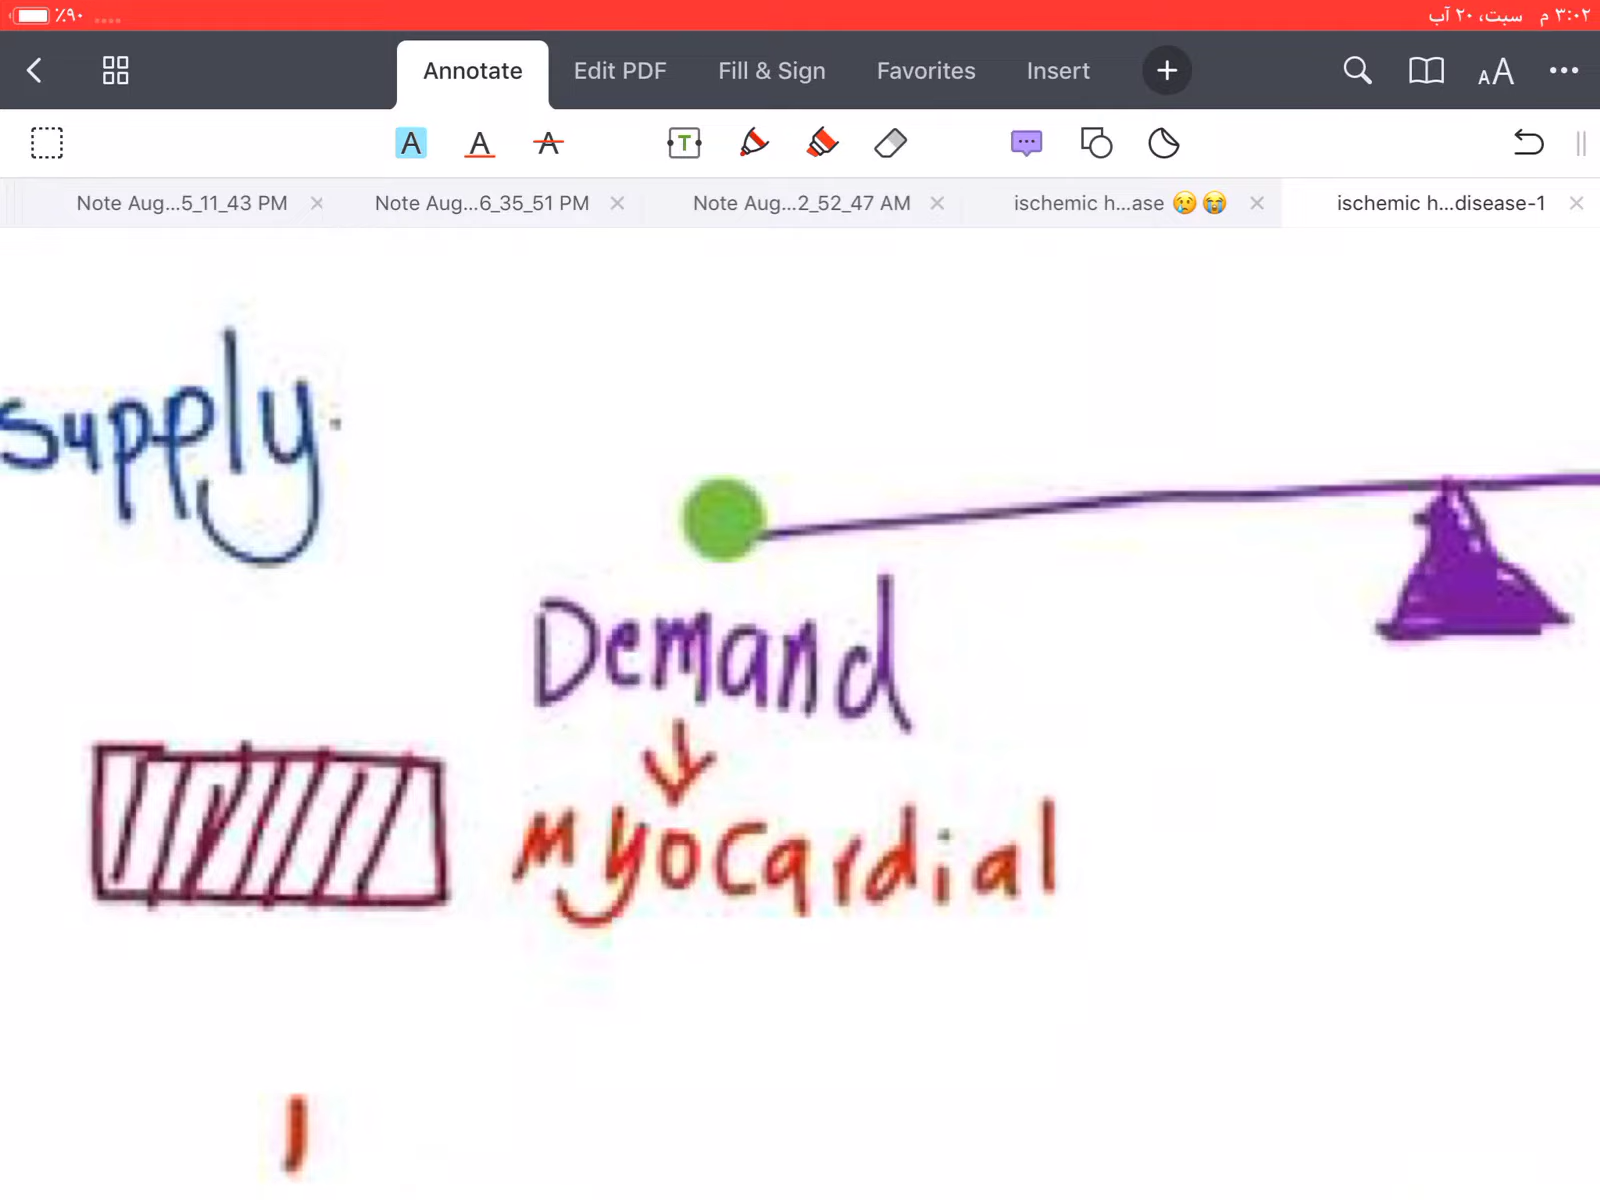 ٪٩٠ ٣:٠٢ م سبت، ٢٠ آب
Annotate Edit PDF Fill & Sign Favorites Insert
AA
A A A T
Note Aug...5_11_43 PM Note Aug...6_35_51 PM Note Aug...2_52_47 AM ischemic h...ase 😢 😭 ischemic h...disease-1
Supply
Demand
Myocardial